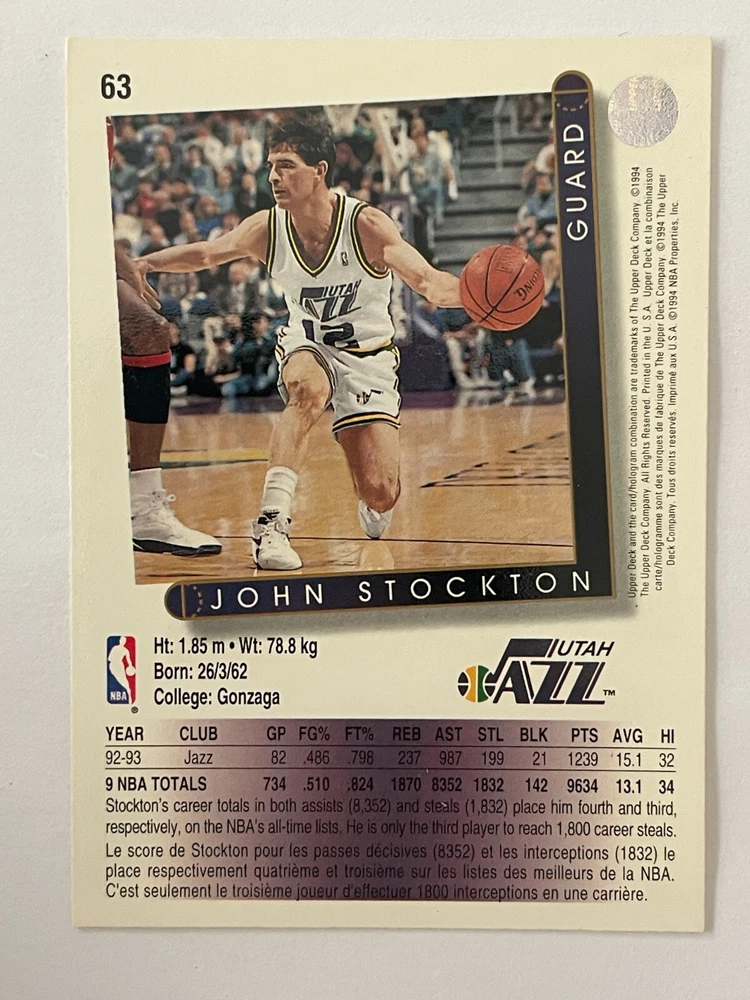 63
GUARD
UTAH
JAZZ
12
JOHN STOCKTON
Upper Deck and the card/hologram combination are trademarks of The Upper Deck Company. ©1994
The Upper Deck Company. All Rights Reserved. Printed in the U. S. A. Upper Deck et la combinaison
carte/hologramme sont des marques de fabrique de The Upper Deck Company. ©1994 The Upper
Deck Company. Tous droits reservés. Imprimé aux U.S.A. ©1994 NBA Properties, Inc.
NBA
®
Ht: 1.85 m • Wt: 78.8 kg
Born: 26/3/62
College: Gonzaga
UTAH
JAZZ ™
YEAR CLUB GP FG% FT% REB AST STL BLK PTS AVG HI
92-93 Jazz 82 .486 .798 237 987 199 21 1239 15.1 32
9 NBA TOTALS 734 .510 .824 1870 8352 1832 142 9634 13.1 34
Stockton's career totals in both assists (8,352) and steals (1,832) place him fourth and third,
respectively, on the NBA's all-time lists. He is only the third player to reach 1,800 career steals.
Le score de Stockton pour les passes décisives (8352) et les interceptions (1832) le
place respectivement quatrième et troisième sur les listes des meilleurs de la NBA.
C'est seulement le troisième joueur d'effectuer 1800 interceptions en une carrière.